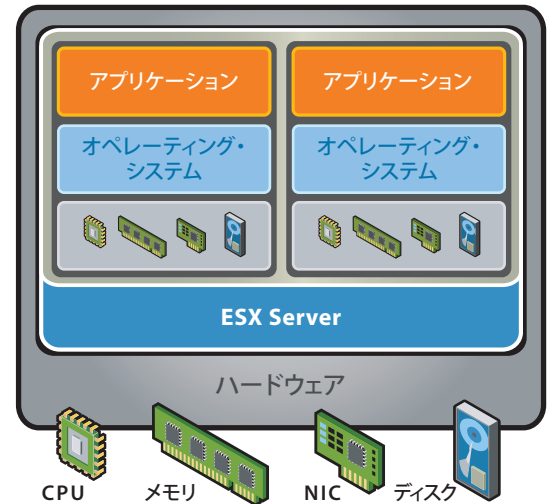 アプリケーション
アプリケーション
オペレーティング・
システム
オペレーティング・
システム
ESX Server
ハードウェア
CPU
メモリ
NIC
ディスク